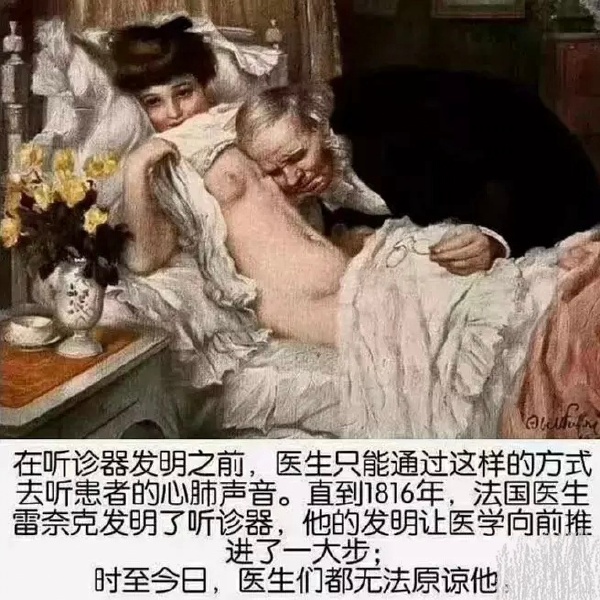 在听诊器发明之前，医生只能通过这样的方式
去听患者的心肺声音。直到1816年，法国医生
雷奈克发明了听诊器，他的发明让医学向前推
进了一大步；
时至今日，医生们都无法原谅他。